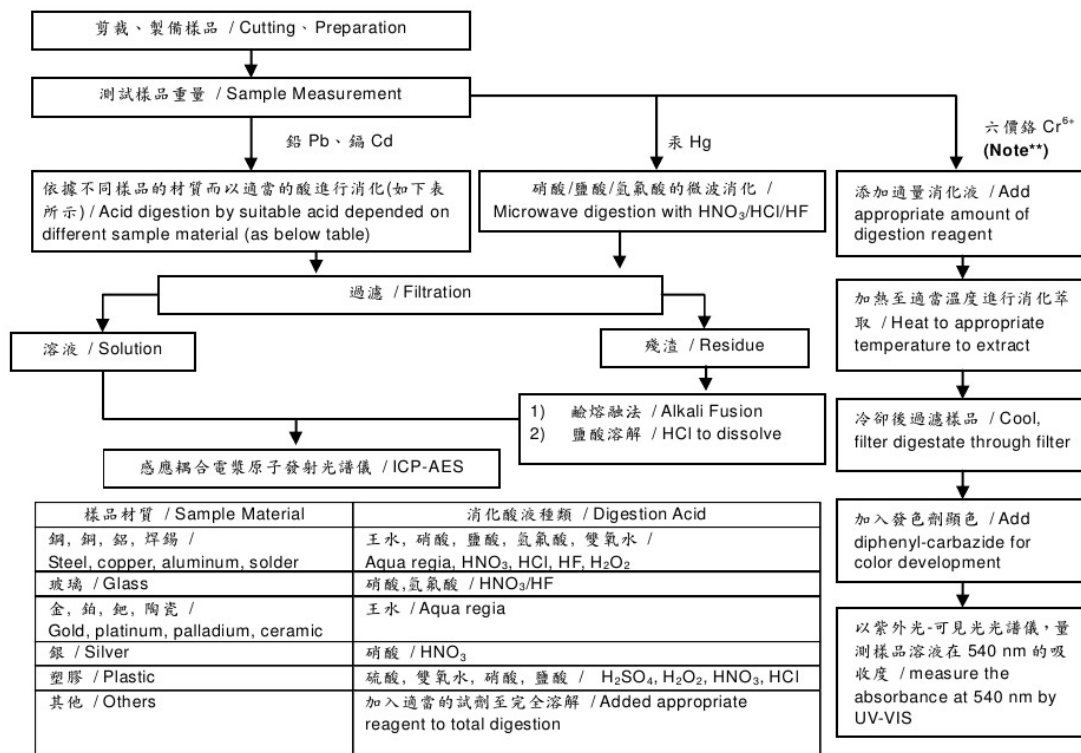 剪裁、製備樣品 / Cutting、Preparation
測試樣品重量 / Sample Measurement
鉛 Pb、鎘 Cd
汞 Hg
六價鉻 Cr⁶⁺
(Note**)
依據不同樣品的材質而以適當的酸進行消化(如下表
所示) / Acid digestion by suitable acid depended on
different sample material (as below table)
硝酸/鹽酸/氫氟酸的微波消化 /
Microwave digestion with HNO₃/HCl/HF
添加適量消化液 / Add
appropriate amount of
digestion reagent
過濾 / Filtration
加熱至適當溫度進行消化萃
取 / Heat to appropriate
temperature to extract
溶液 / Solution
殘渣 / Residue
1) 鹼熔融法 / Alkali Fusion
2) 鹽酸溶解 / HCl to dissolve
冷卻後過濾樣品 / Cool,
filter digestate through filter
感應耦合電漿原子發射光譜儀 / ICP-AES
加入發色劑顯色 / Add
diphenyl-carbazide for
color development
以紫外光-可見光光譜儀，量
測樣品溶液在 540 nm 的吸
收度 / measure the
absorbance at 540 nm by
UV-VIS
樣品材質 / Sample Material
消化酸液種類 / Digestion Acid
鋼, 銅, 鋁, 焊錫 /
Steel, copper, aluminum, solder
王水, 硝酸, 鹽酸, 氫氟酸, 雙氧水 /
Aqua regia, HNO₃, HCl, HF, H₂O₂
玻璃 / Glass
硝酸,氫氟酸 / HNO₃/HF
金, 鉑, 鈀, 陶瓷 /
Gold, platinum, palladium, ceramic
王水 / Aqua regia
銀 / Silver
硝酸 / HNO₃
塑膠 / Plastic
硫酸, 雙氧水, 硝酸, 鹽酸 / H₂SO₄, H₂O₂, HNO₃, HCl
其他 / Others
加入適當的試劑至完全溶解 / Added appropriate
reagent to total digestion